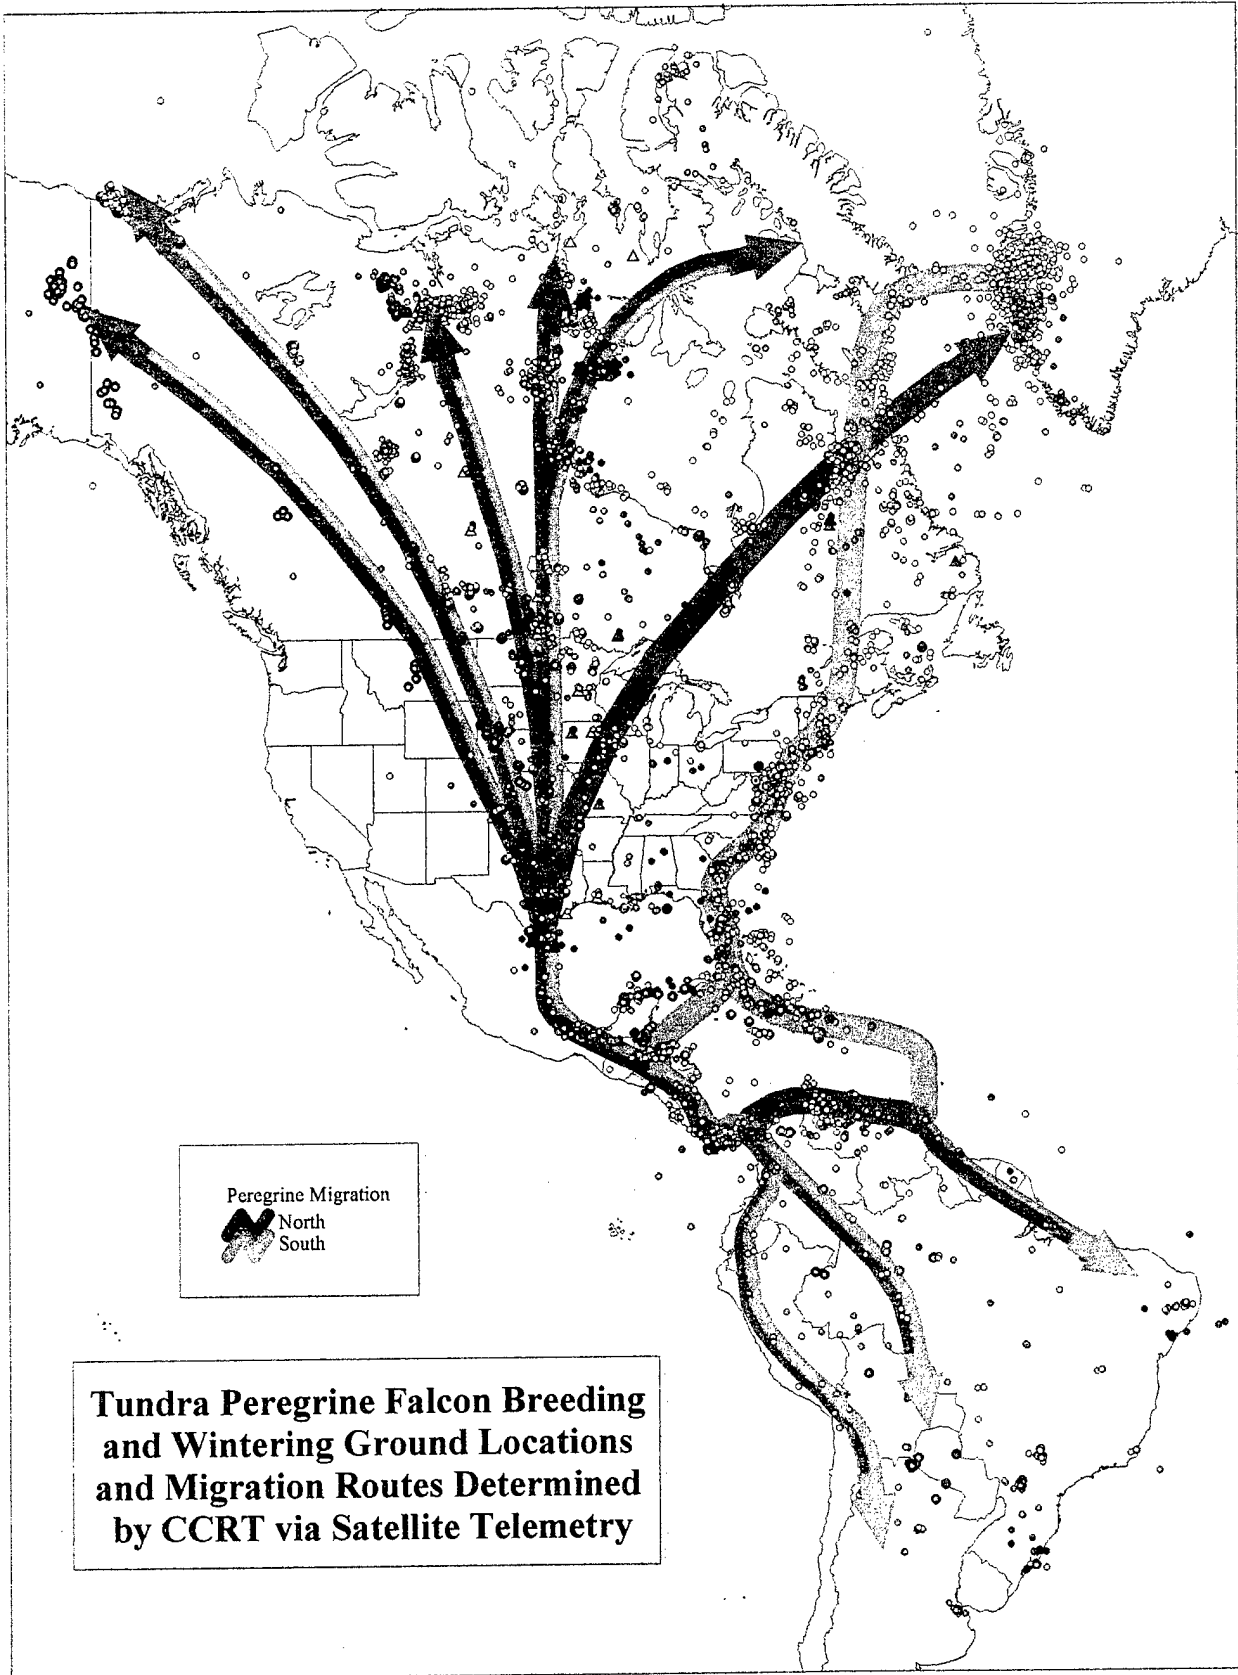 Peregrine Migration
North
South
Tundra Peregrine Falcon Breeding
and Wintering Ground Locations
and Migration Routes Determined
by CCRT via Satellite Telemetry